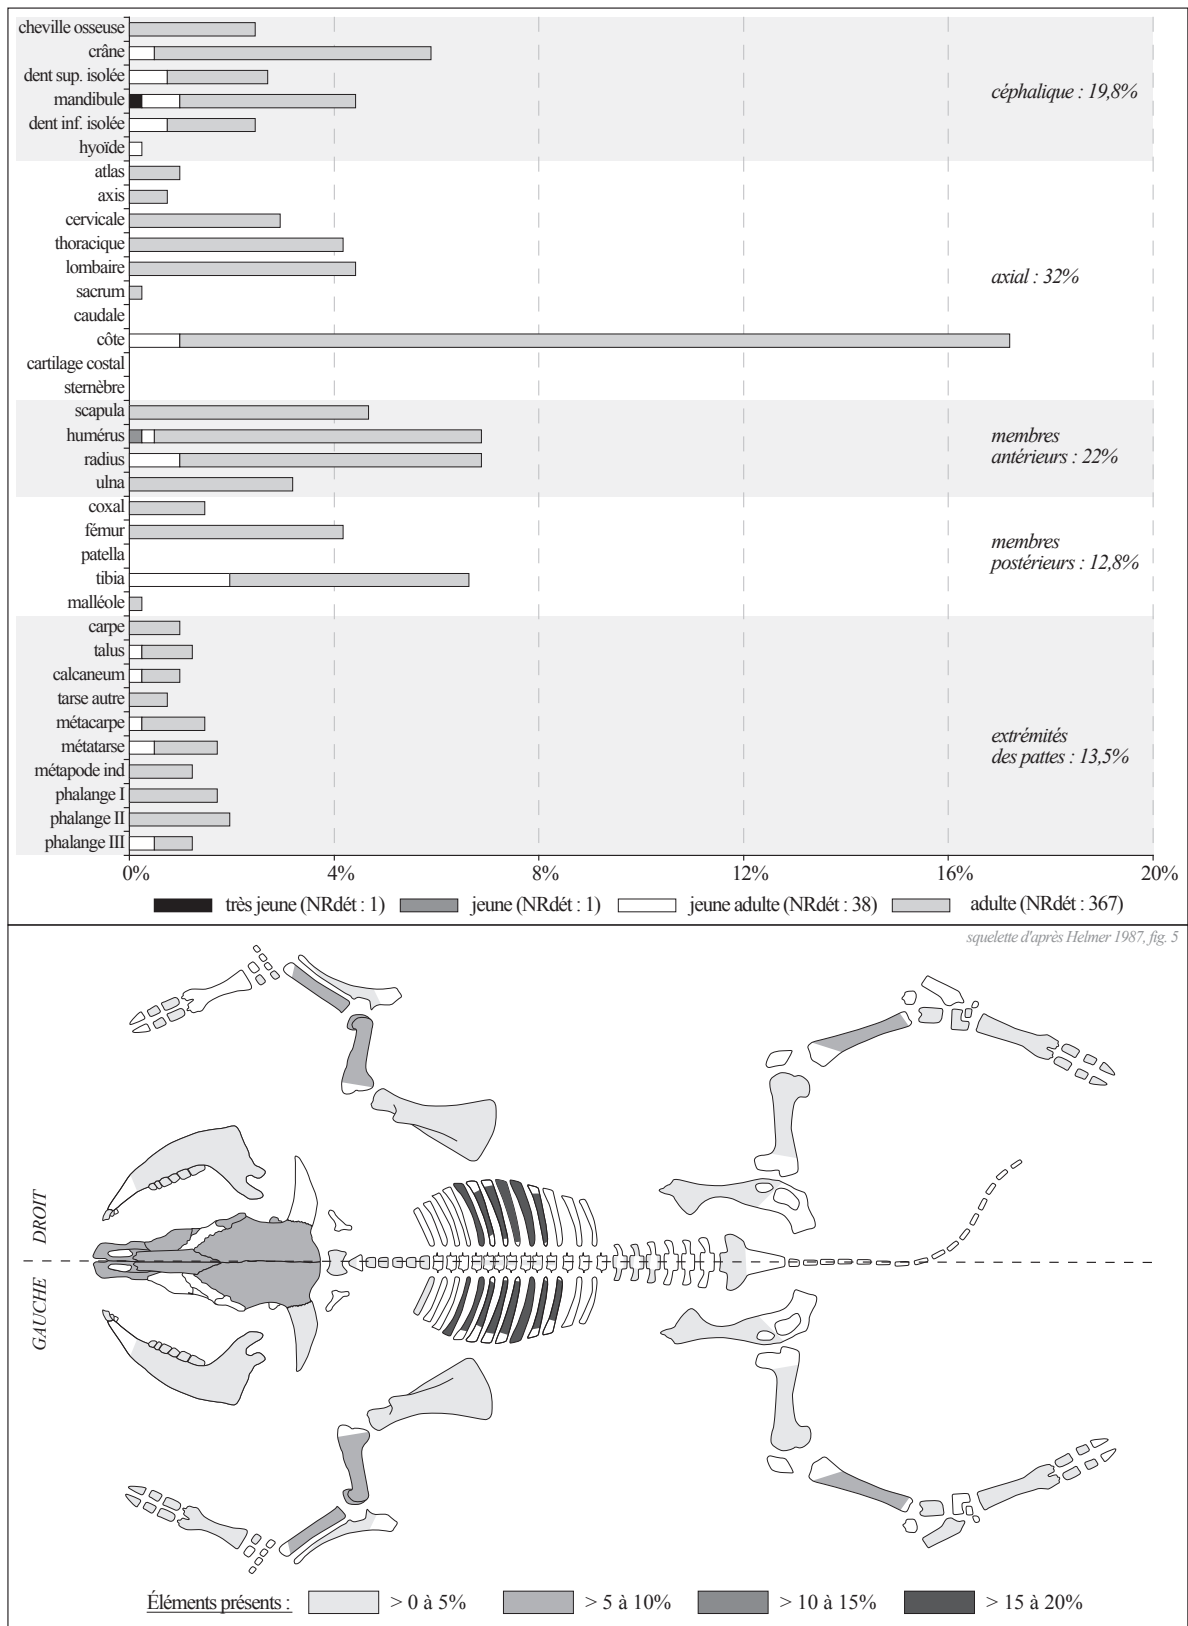 cheville osseuse
crâne
dent sup. isolée
mandibule
dent inf. isolée
hyoïde
céphalique : 19,8%
atlas
axis
cervicale
thoracique
lombaire
sacrum
caudale
côte
cartilage costal
sternèbre
axial : 32%
scapula
humérus
radius
ulna
membres
antérieurs : 22%
coxal
fémur
patella
tibia
malléole
membres
postérieurs : 12,8%
carpe
talus
calcaneum
tarse autre
métacarpe
métatarse
métapode ind
phalange I
phalange II
phalange III
extrémités
des pattes : 13,5%
0% 4% 8% 12% 16% 20%
très jeune (NRdét : 1) jeune (NRdét : 1) jeune adulte (NRdét : 38) adulte (NRdét : 367)
squelette d'après Helmer 1987, fig. 5
DROIT
GAUCHE
Éléments présents : > 0 à 5% > 5 à 10% > 10 à 15% > 15 à 20%